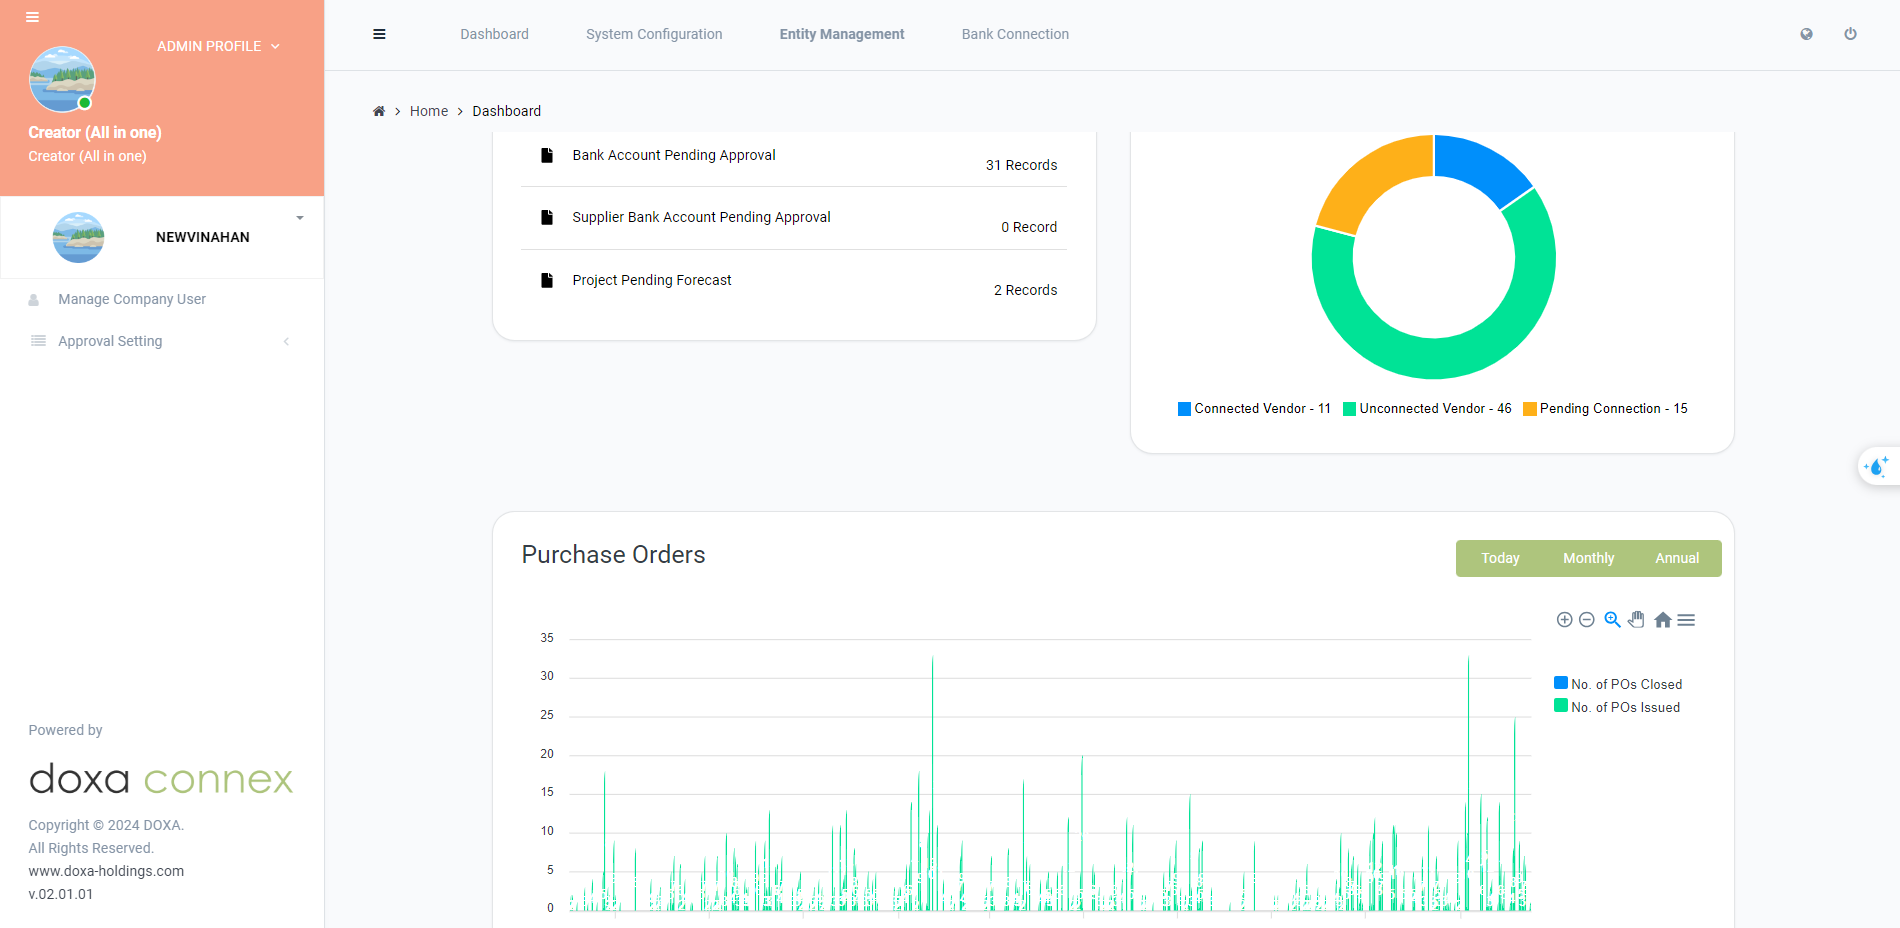 ADMIN PROFILE
Creator (All in one)
Creator (All in one)
NEWVINAHAN
Manage Company User
Approval Setting
Powered by
doxa connex
Copyright © 2024 DOXA.
All Rights Reserved.
www.doxa-holdings.com
v.02.01.01
Dashboard System Configuration Entity Management Bank Connection
Home Dashboard
Bank Account Pending Approval 31 Records
Supplier Bank Account Pending Approval 0 Record
Project Pending Forecast 2 Records
Connected Vendor - 11 Unconnected Vendor - 46 Pending Connection - 15
Purchase Orders
Today Monthly Annual
35
30
25
20
15
10
5
0
No. of POs Closed
No. of POs Issued